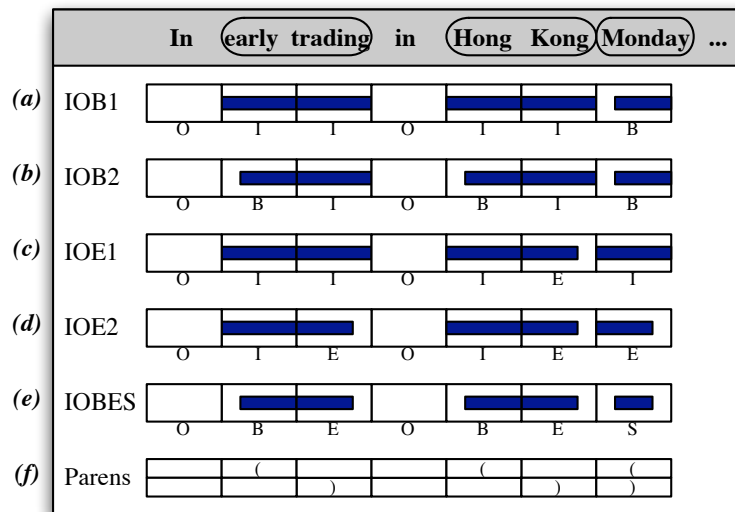 In early trading in Hong Kong Monday ...
(a) IOB1
O I I O I I B
(b) IOB2
O B I O B I B
(c) IOE1
O I I O I E I
(d) IOE2
O I E O I E E
(e) IOBES
O B E O B E S
(f) Parens
( ( (
) ) )